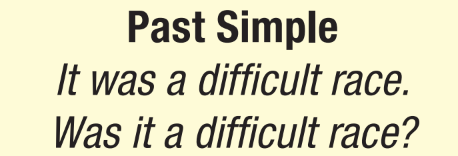 Past Simple
It was a difficult race.
Was it a difficult race?